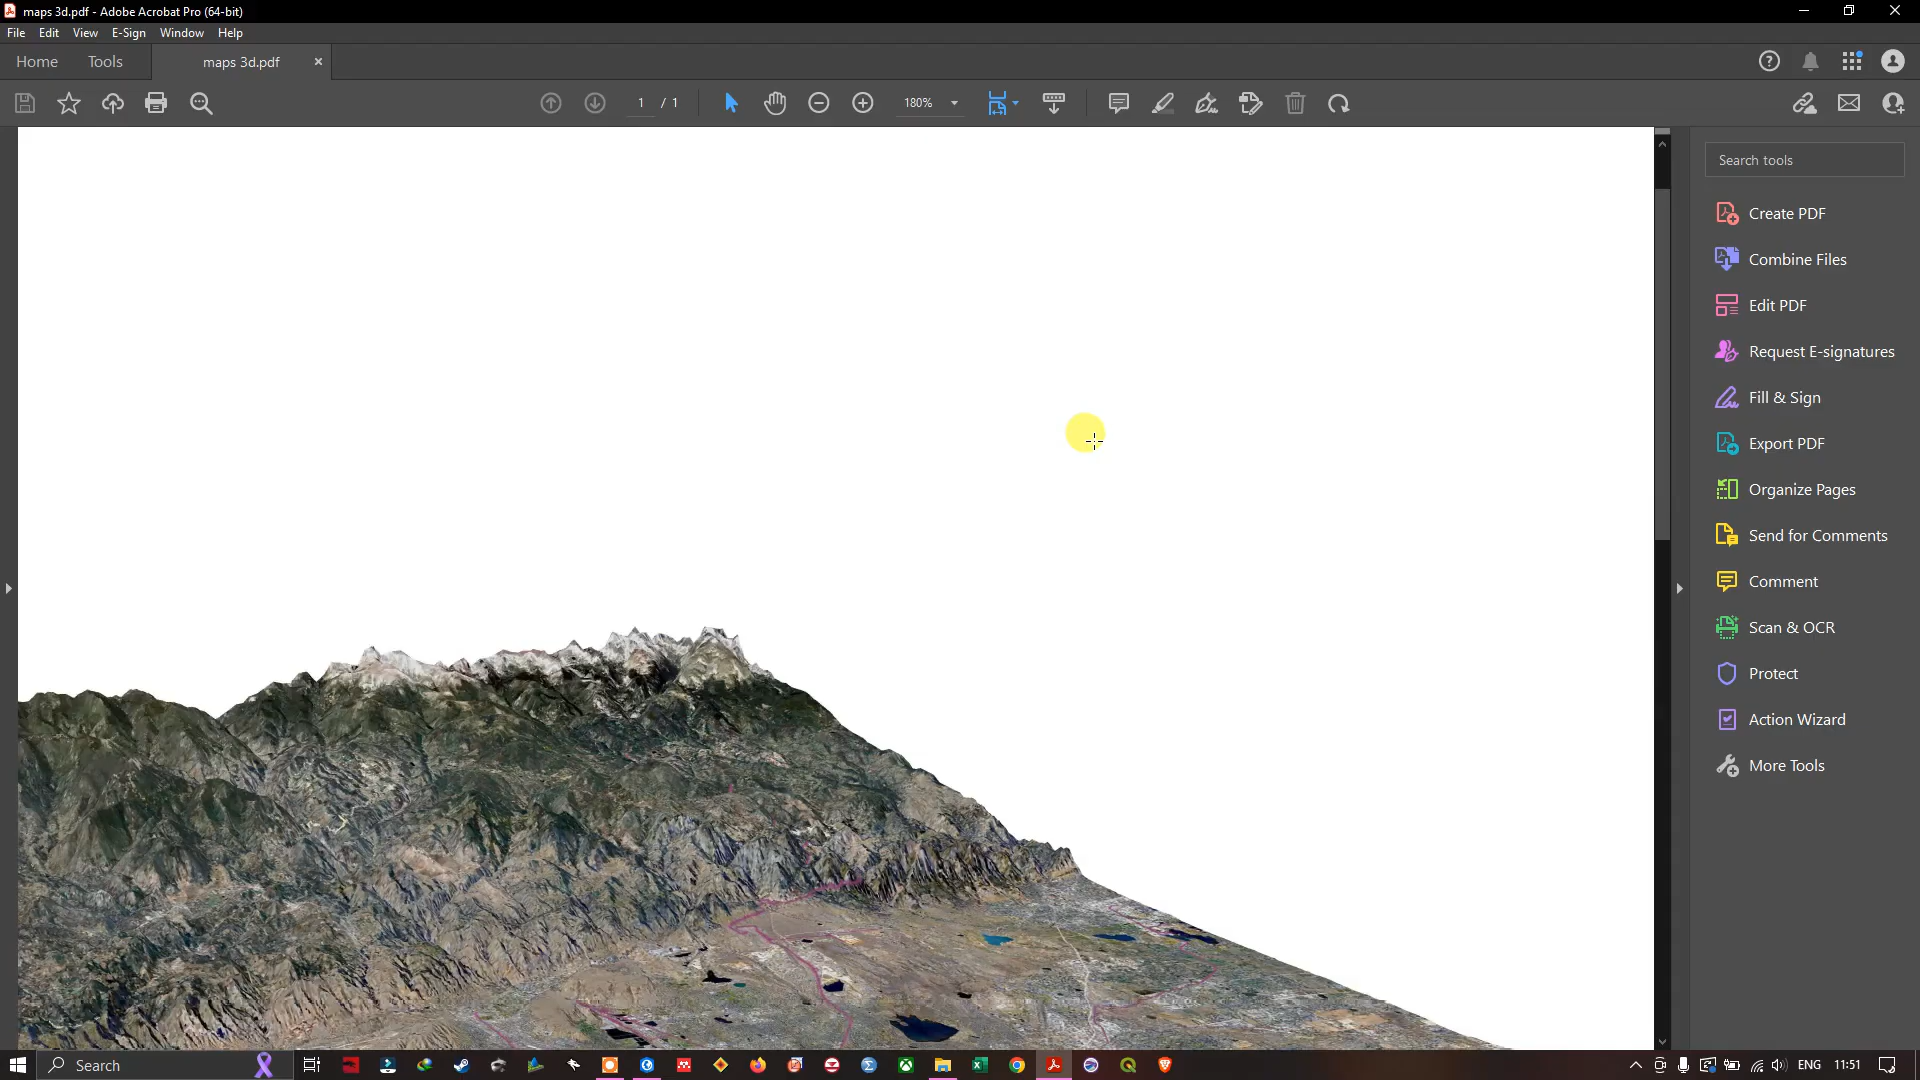 maps 3d.pdf - Adobe Acrobat Pro (64-bit)
File Edit View E-Sign Window Help
Home Tools maps 3d.pdf
1 / 1 180%
Search tools
Create PDF
Combine Files
Edit PDF
Request E-signatures
Fill & Sign
Export PDF
Organize Pages
Send for Comments
Comment
Scan & OCR
Protect
Action Wizard
More Tools
Search
ENG 11:51